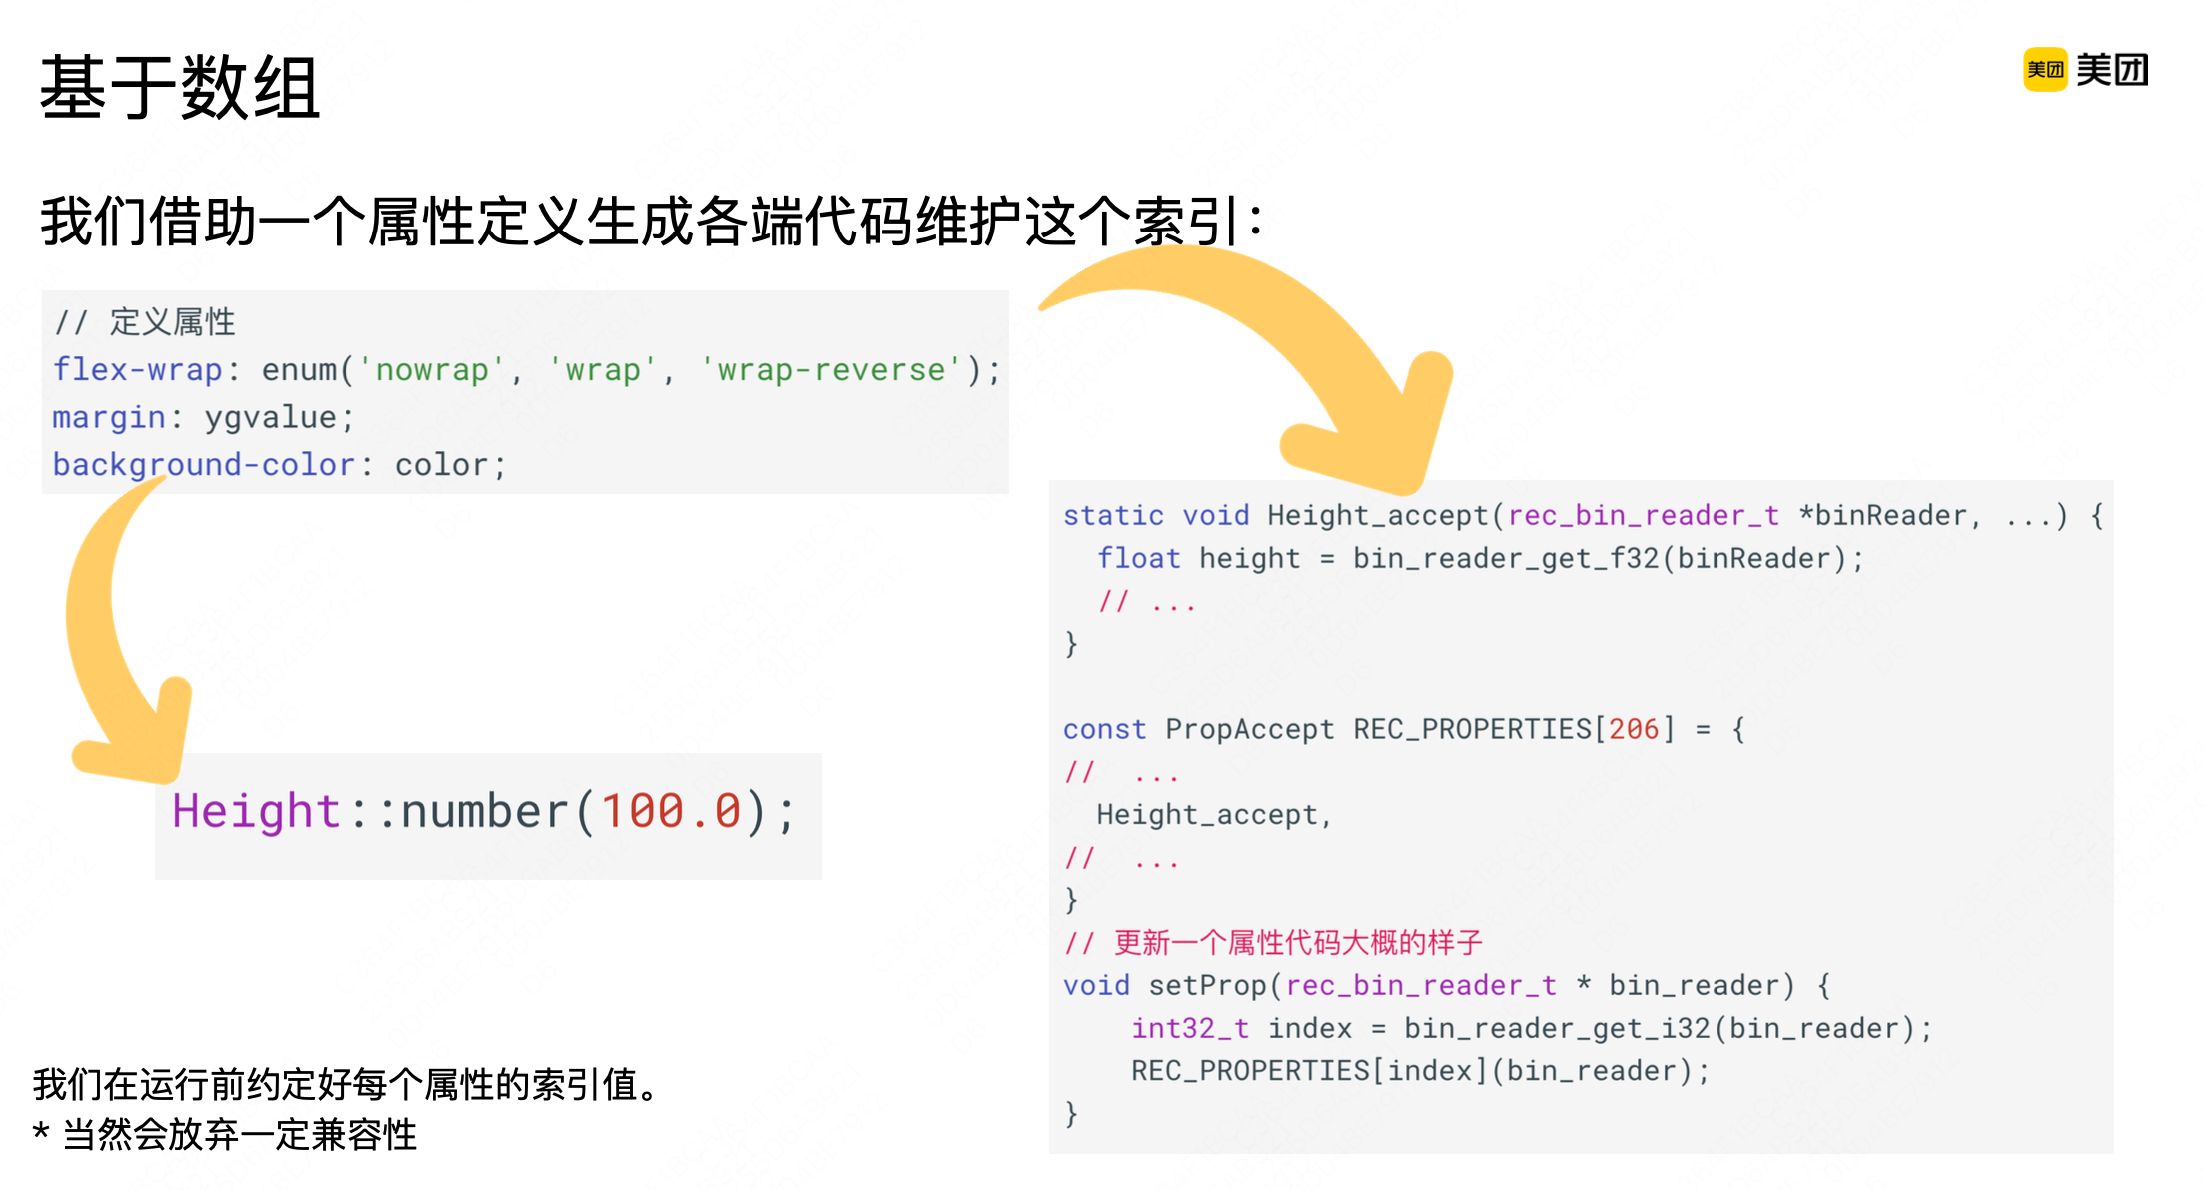 基于数组
美团 美团
我们借助一个属性定义生成各端代码维护这个索引：
// 定义属性
flex-wrap: enum('nowrap', 'wrap', 'wrap-reverse');
margin: ygvalue;
background-color: color;
Height::number(100.0);
static void Height_accept(rec_bin_reader_t *binReader, ...) {
  float height = bin_reader_get_f32(binReader);
  // ...
}
const PropAccept REC_PROPERTIES[206] = {
//  ...
  Height_accept,
//  ...
}
// 更新一个属性代码大概的样子
void setProp(rec_bin_reader_t * bin_reader) {
    int32_t index = bin_reader_get_i32(bin_reader);
    REC_PROPERTIES[index](bin_reader);
}
我们在运行前约定好每个属性的索引值。
* 当然会放弃一定兼容性